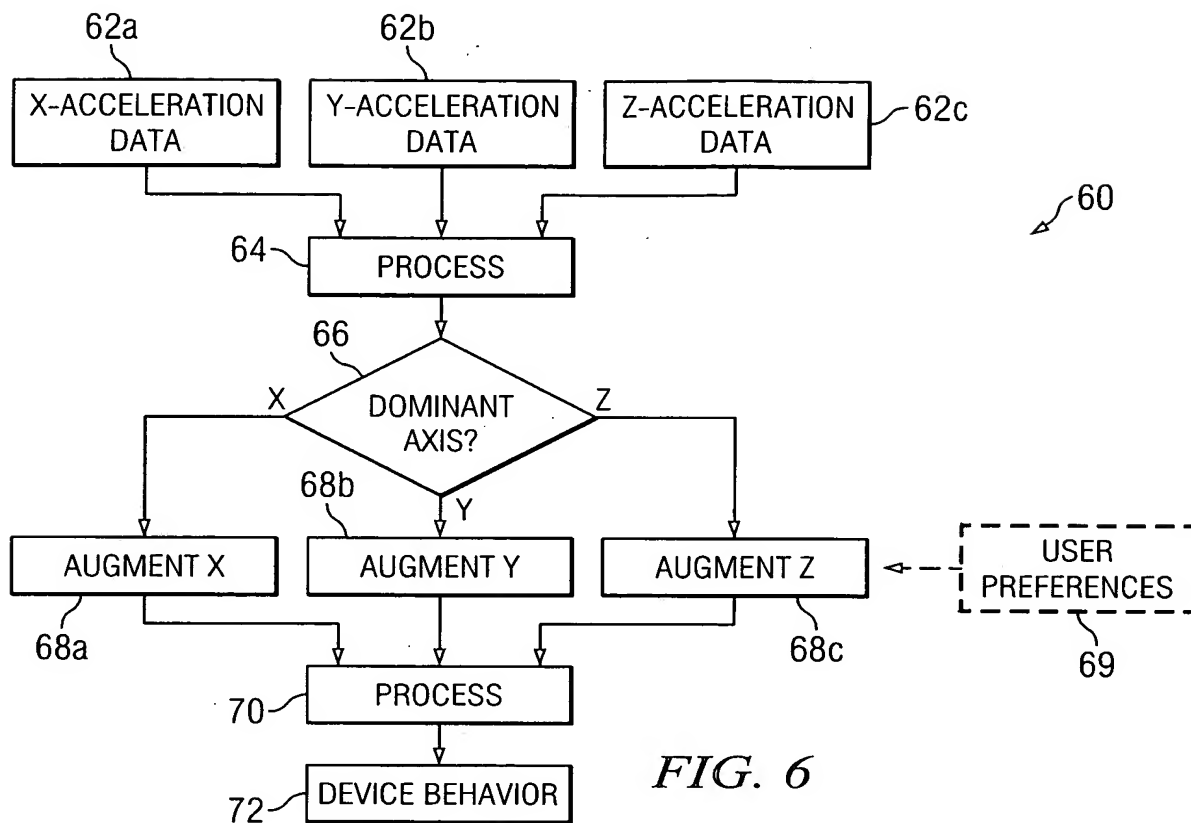 62a
62b
X-ACCELERATION
DATA
Y-ACCELERATION
DATA
Z-ACCELERATION
DATA
62c
60
64
PROCESS
66
X
DOMINANT
AXIS?
Z
Y
68b
AUGMENT X
AUGMENT Y
AUGMENT Z
USER
PREFERENCES
68a
68c
69
70
PROCESS
72
DEVICE BEHAVIOR
FIG. 6